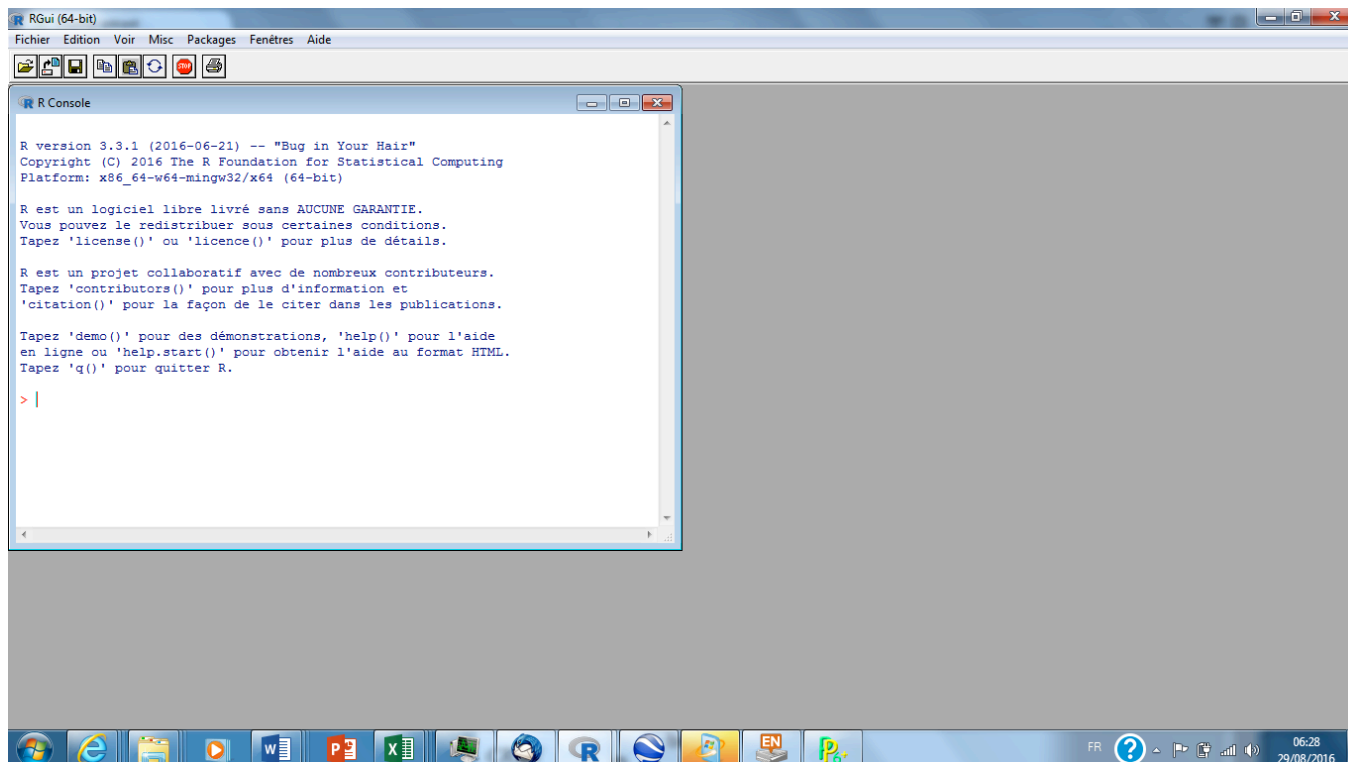 RGui (64-bit)
Fichier Edition Voir Misc Packages Fenêtres Aide
STOP
R Console
R version 3.3.1 (2016-06-21) -- "Bug in Your Hair"
Copyright (C) 2016 The R Foundation for Statistical Computing
Platform: x86_64-w64-mingw32/x64 (64-bit)
R est un logiciel libre livré sans AUCUNE GARANTIE.
Vous pouvez le redistribuer sous certaines conditions.
Tapez 'license()' ou 'licence()' pour plus de détails.
R est un projet collaboratif avec de nombreux contributeurs.
Tapez 'contributors()' pour plus d'information et
'citation()' pour la façon de le citer dans les publications.
Tapez 'demo()' pour des démonstrations, 'help()' pour l'aide
en ligne ou 'help.start()' pour obtenir l'aide au format HTML.
Tapez 'q()' pour quitter R.
>
EN
FR
06:28
29/08/2016